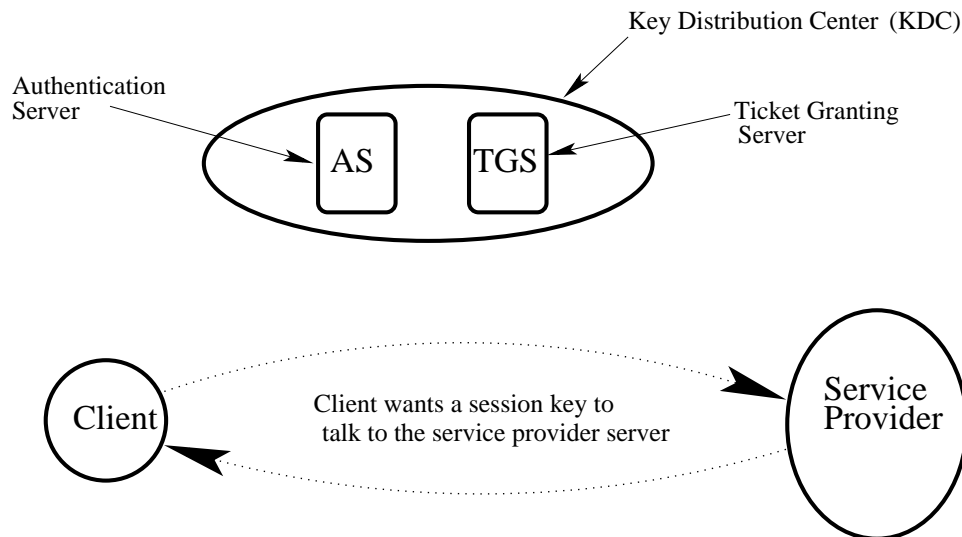 Key Distribution Center (KDC)
Authentication
Server
Ticket Granting
Server
AS
TGS
Client
Client wants a session key to
talk to the service provider server
Service
Provider